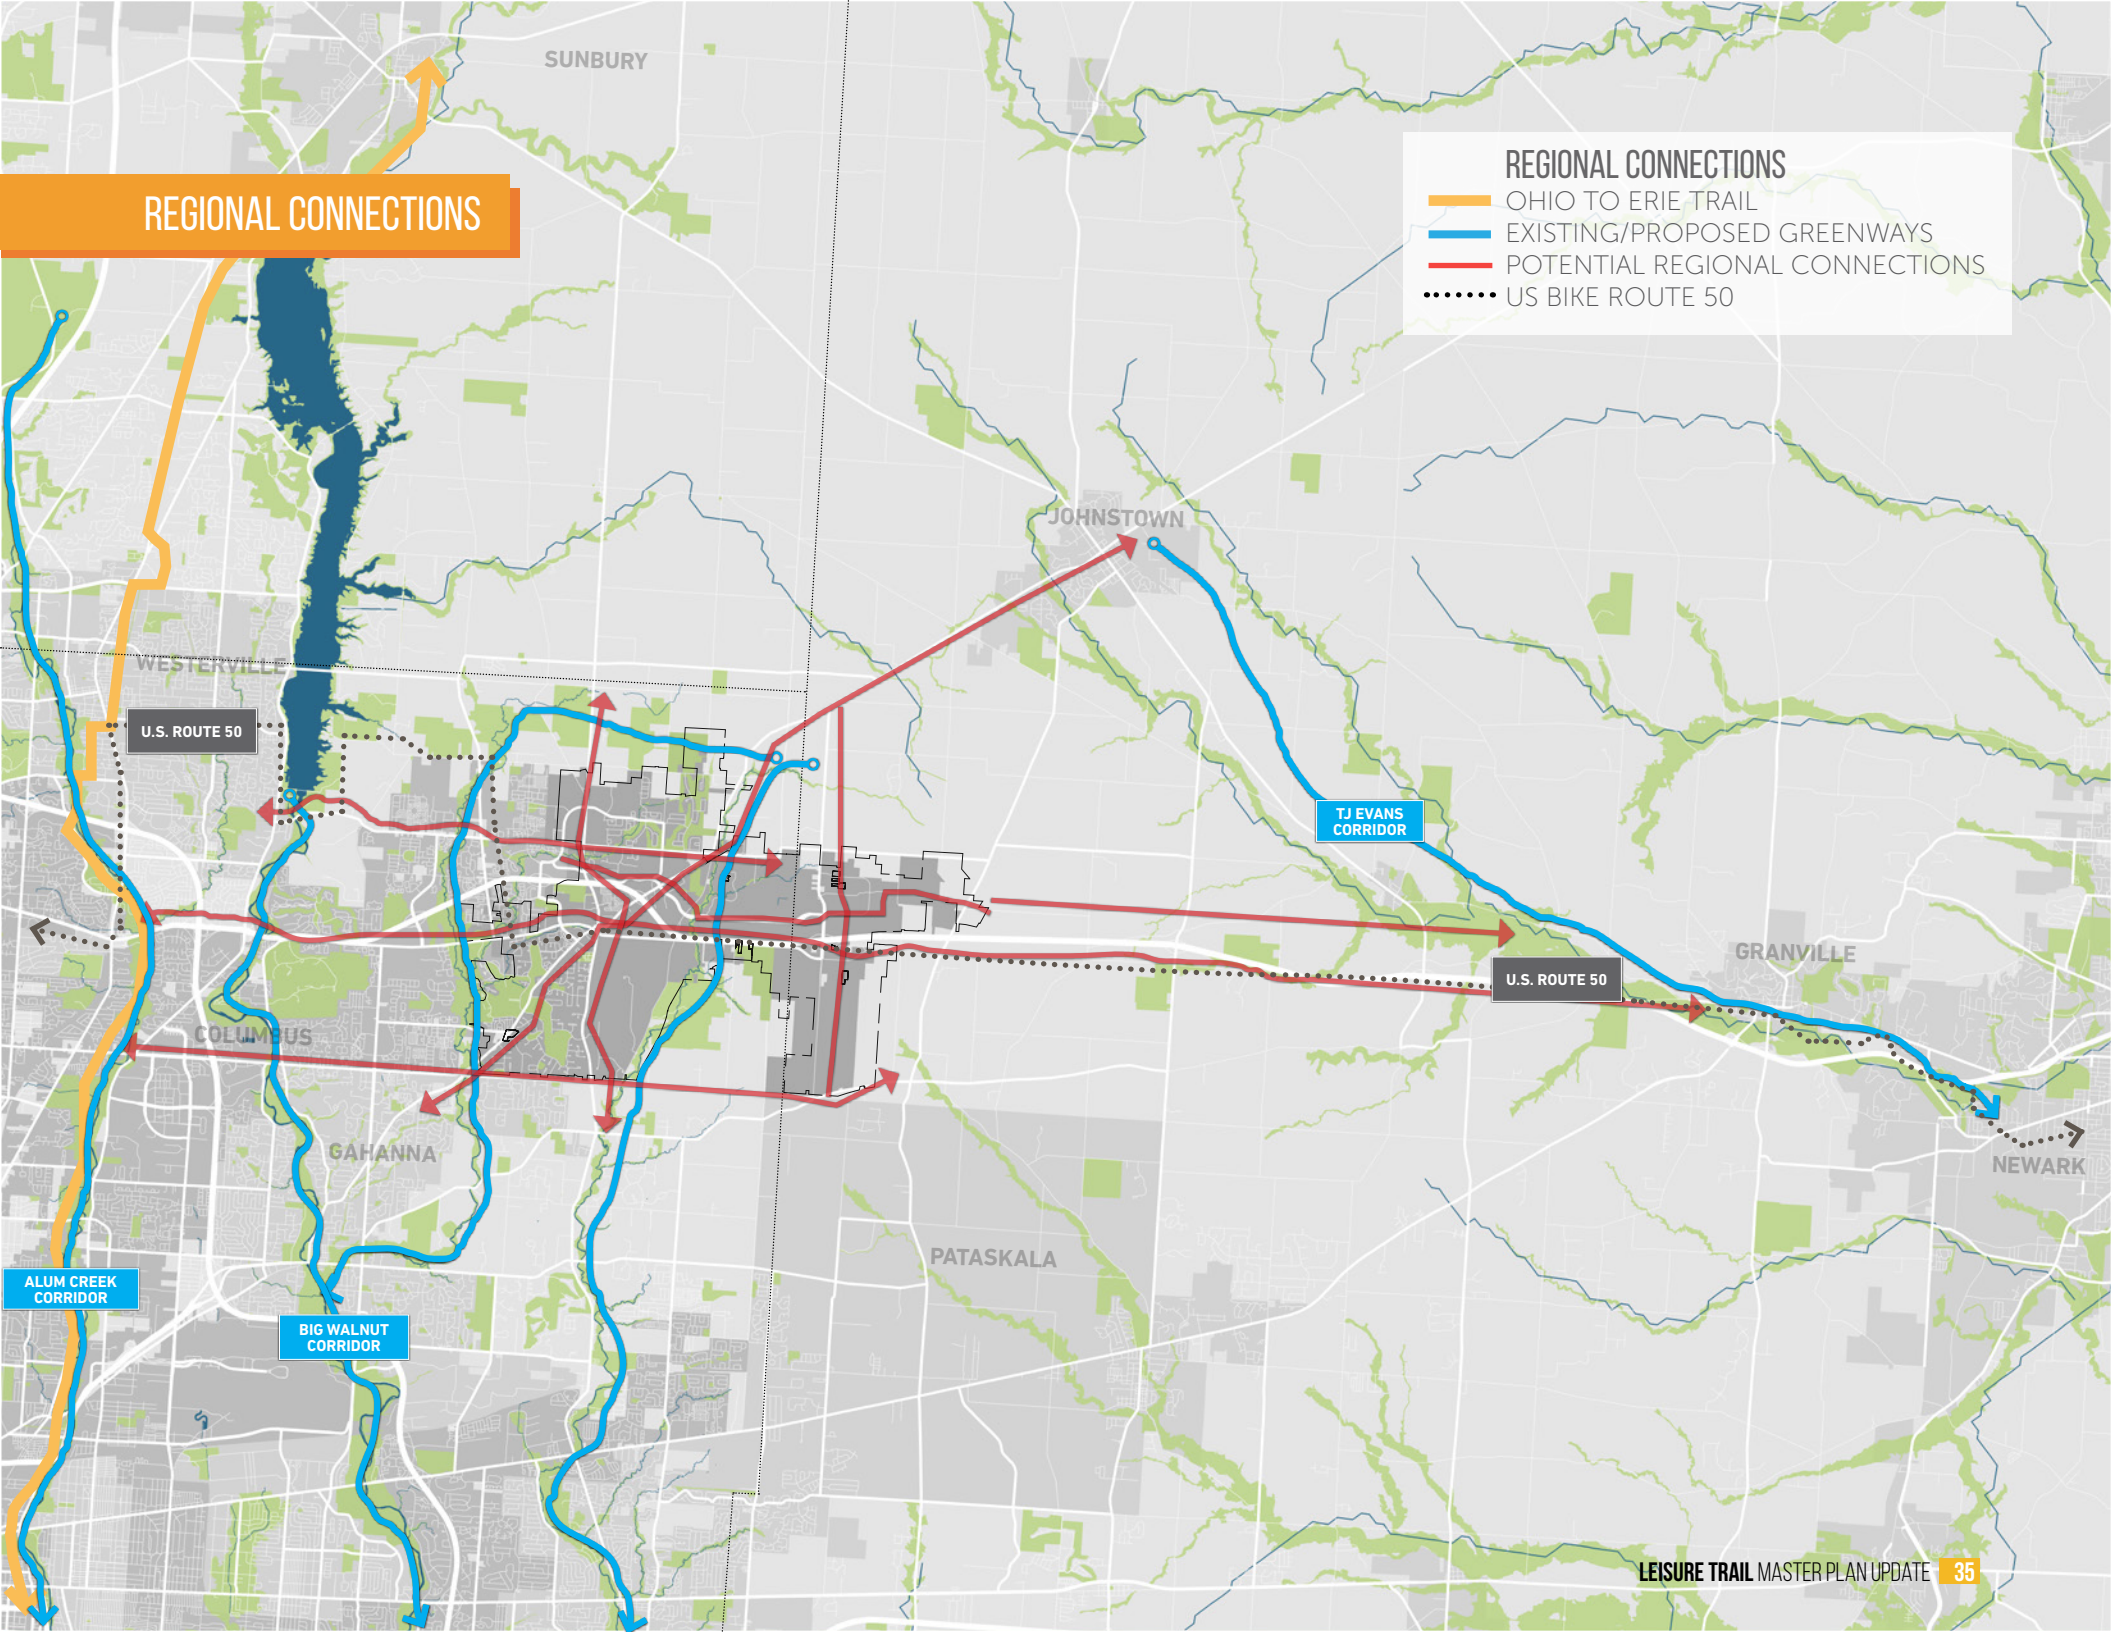 SUNBURY
REGIONAL CONNECTIONS
REGIONAL CONNECTIONS
OHIO TO ERIE TRAIL
EXISTING/PROPOSED GREENWAYS
POTENTIAL REGIONAL CONNECTIONS
US BIKE ROUTE 50
JOHNSTOWN
WESTERVILLE
U.S. ROUTE 50
TJ EVANS
CORRIDOR
GRANVILLE
U.S. ROUTE 50
COLUMBUS
GAHANNA
NEWARK
PATASKALA
ALUM CREEK
CORRIDOR
BIG WALNUT
CORRIDOR
LEISURE TRAIL MASTER PLAN UPDATE 35